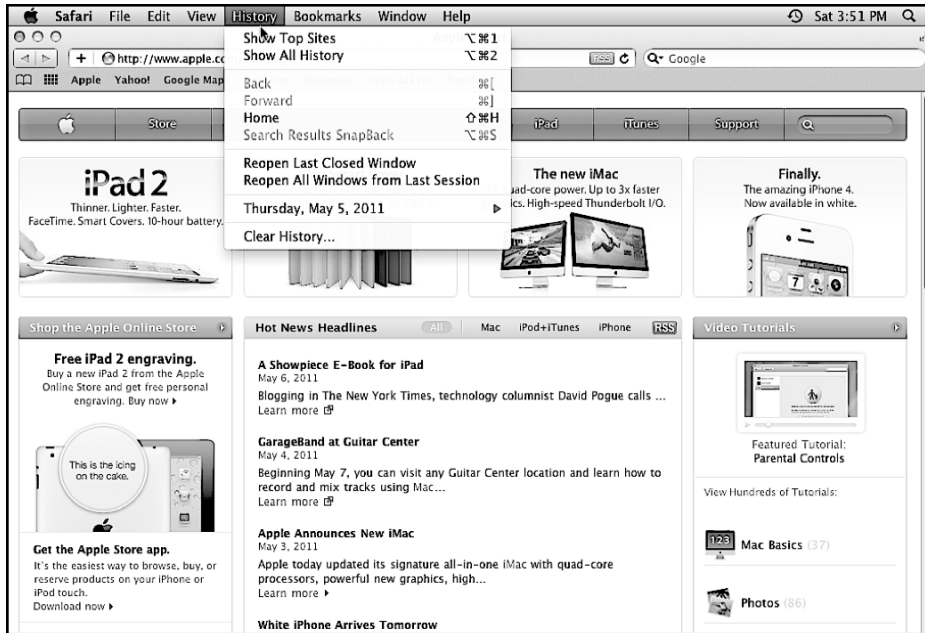 Safari File Edit View History Bookmarks Window Help Sat 3:51 PM
Show Top Sites ⌥⌘1
Show All History ⌥⌘2
Back ⌘[
Forward ⌘]
Home ⇧⌘H
Search Results SnapBack ⌥⌘S
Reopen Last Closed Window
Reopen All Windows from Last Session
Thursday, May 5, 2011
Clear History...
http://www.apple.co RSS Google
Apple Yahoo! Google Map
Store iPad iTunes Support
iPad 2
Thinner. Lighter. Faster.
FaceTime. Smart Covers. 10-hour battery.
The new iMac
uad-core power. Up to 3x faster
ics. High-speed Thunderbolt I/O.
Finally.
The amazing iPhone 4.
Now available in white.
Shop the Apple Online Store
Free iPad 2 engraving.
Buy a new iPad 2 from the Apple
Online Store and get free personal
engraving. Buy now
This is the icing
on the cake.
Get the Apple Store app.
It's the easiest way to browse, buy, or
reserve products on your iPhone or
iPod touch.
Download now
Hot News Headlines All Mac iPod+iTunes iPhone RSS
A Showpiece E-Book for iPad
May 6, 2011
Blogging in The New York Times, technology columnist David Pogue calls ...
Learn more
GarageBand at Guitar Center
May 4, 2011
Beginning May 7, you can visit any Guitar Center location and learn how to
record and mix tracks using Mac...
Learn more
Apple Announces New iMac
May 3, 2011
Apple today updated its signature all-in-one iMac with quad-core
processors, powerful new graphics, high...
Learn more
White iPhone Arrives Tomorrow
Video Tutorials
Featured Tutorial:
Parental Controls
View Hundreds of Tutorials:
123
Mac Basics (37)
Photos (86)